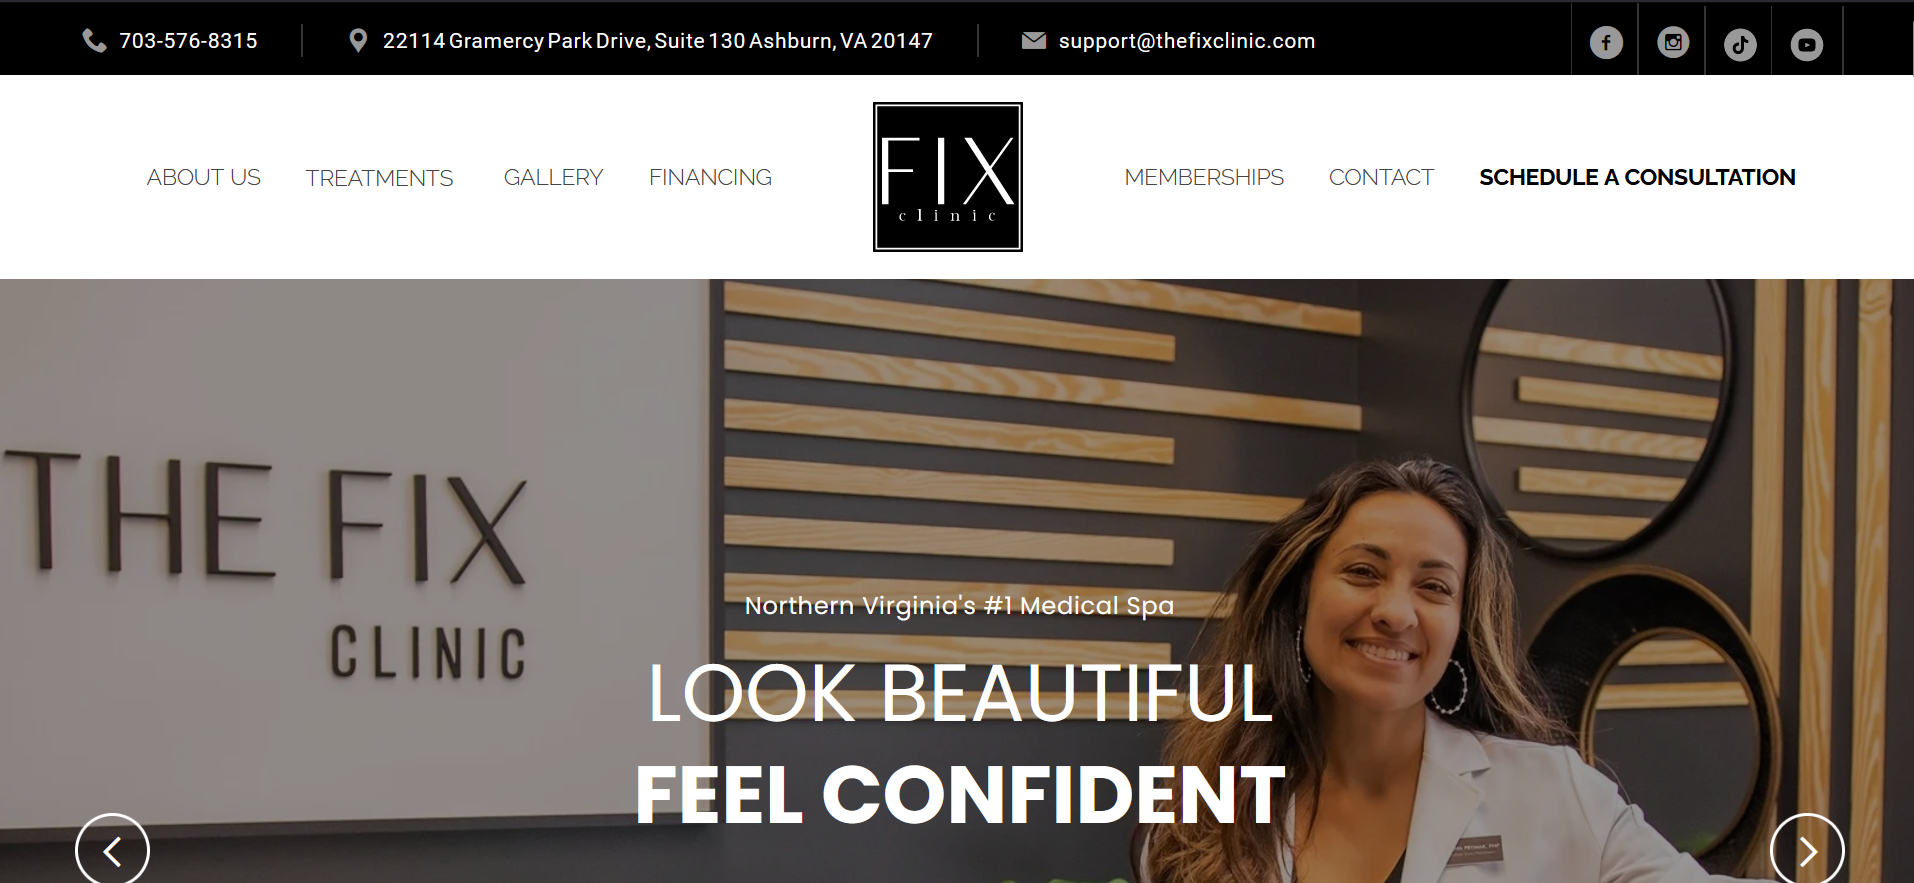 703-576-8315
22114 Gramercy Park Drive, Suite 130 Ashburn, VA 20147
support@thefixclinic.com
ABOUT US
TREATMENTS
GALLERY
FINANCING
FIX
clinic
MEMBERSHIPS
CONTACT
SCHEDULE A CONSULTATION
THE FIX
CLINIC
Northern Virginia's #1 Medical Spa
LOOK BEAUTIFUL
FEEL CONFIDENT